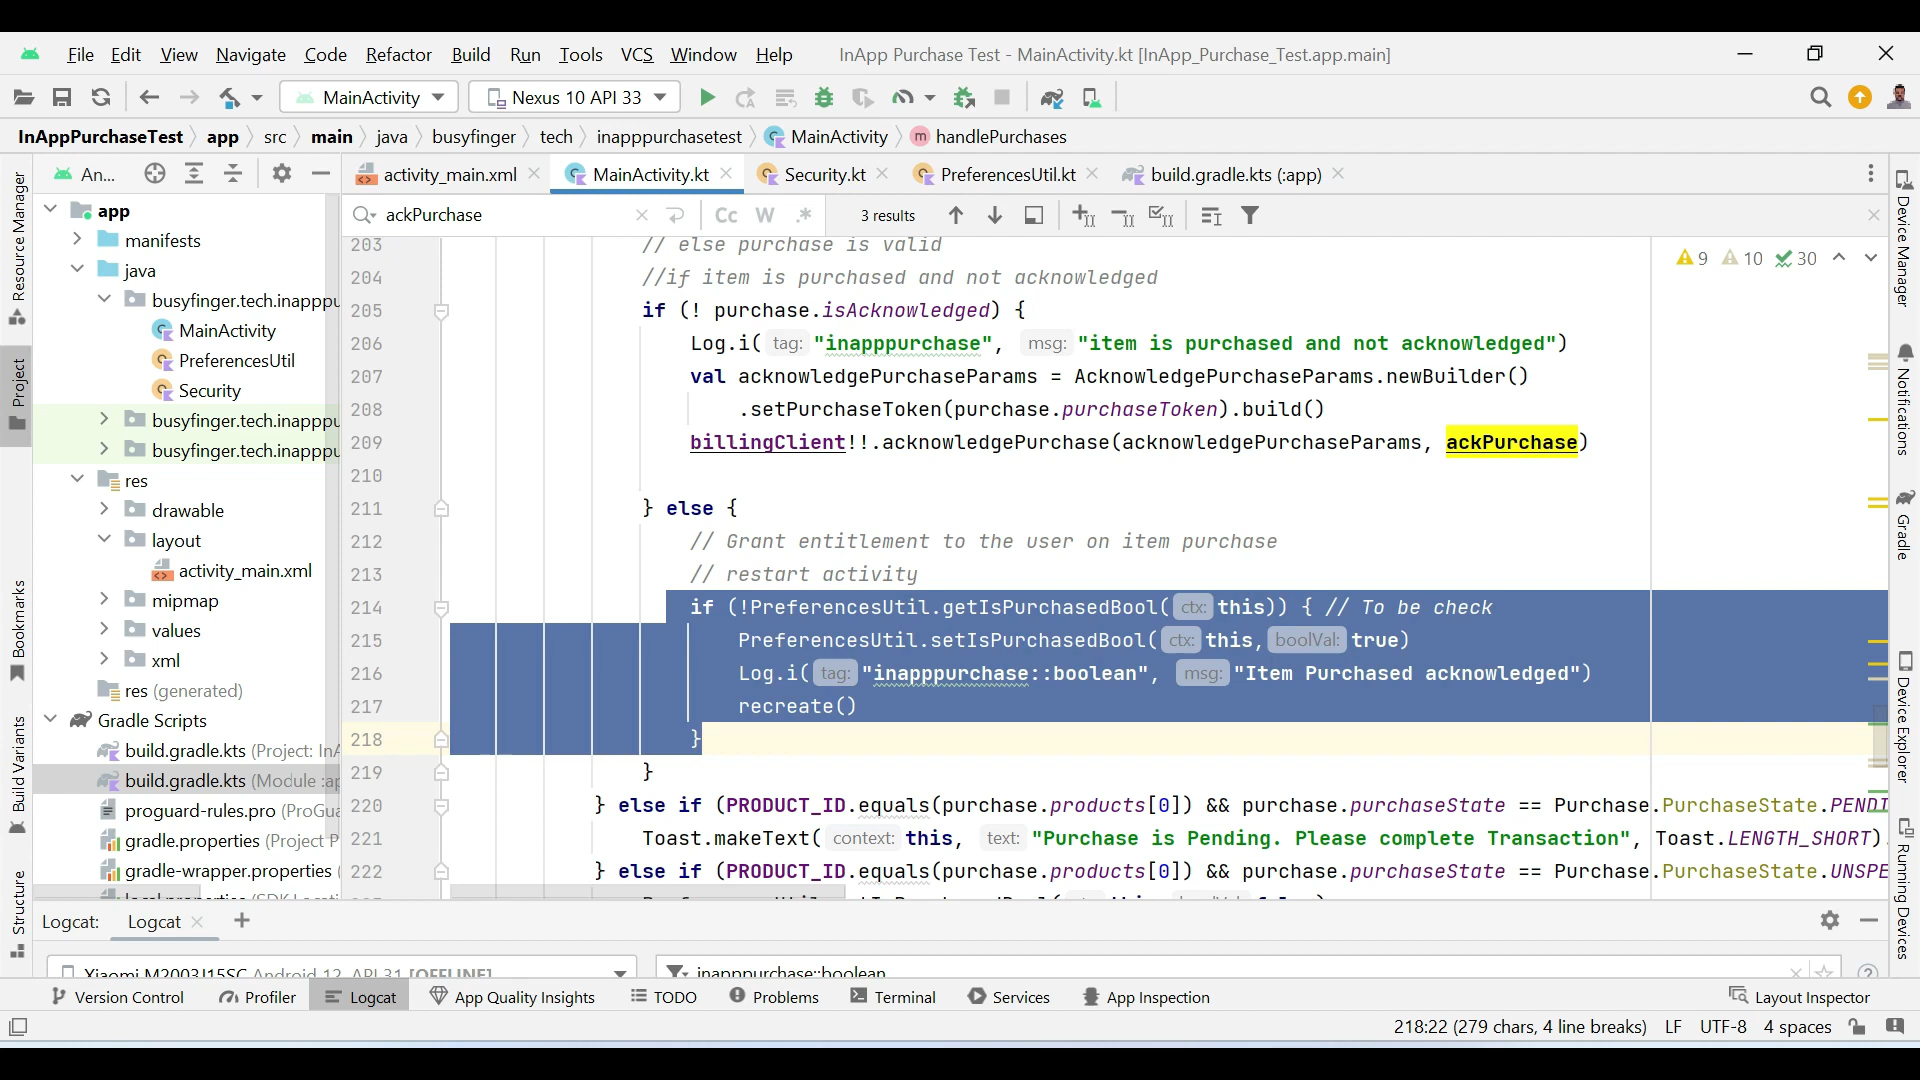 File Edit View Navigate Code Refactor Build Run Tools VCS Window Help InApp Purchase Test - MainActivity.kt [InApp_Purchase_Test.app.main]
MainActivity Nexus 10 API 33
InAppPurchaseTest app src main java busyfinger tech inapppurchasetest MainActivity m handlePurchases
An... activity_main.xml MainActivity.kt Security.kt PreferencesUtil.kt build.gradle.kts (:app)
ackPurchase Cc W .* 3 results
Resource Manager
Project
Bookmarks
Build Variants
Structure
app
manifests
java
busyfinger.tech.inapppu
MainActivity
PreferencesUtil
Security
busyfinger.tech.inapppu
busyfinger.tech.inapppu
res
drawable
layout
activity_main.xml
mipmap
values
xml
res (generated)
Gradle Scripts
build.gradle.kts (Project: InA
build.gradle.kts (Module :ap
proguard-rules.pro (ProGua
gradle.properties (Project P
gradle-wrapper.properties (
9 10 30
203 // else purchase is valid
204 //if item is purchased and not acknowledged
205 if (! purchase.isAcknowledged) {
206 Log.i( tag: "inapppurchase", msg: "item is purchased and not acknowledged")
207 val acknowledgePurchaseParams = AcknowledgePurchaseParams.newBuilder()
208 .setPurchaseToken(purchase.purchaseToken).build()
209 billingClient!!.acknowledgePurchase(acknowledgePurchaseParams, ackPurchase)
210
211 } else {
212 // Grant entitlement to the user on item purchase
213 // restart activity
214 if (!PreferencesUtil.getIsPurchasedBool( ctx: this)) { // To be check
215 PreferencesUtil.setIsPurchasedBool( ctx: this, boolVal: true)
216 Log.i( tag: "inapppurchase::boolean", msg: "Item Purchased acknowledged")
217 recreate()
218 }
219 }
220 } else if (PRODUCT_ID.equals(purchase.products[0]) && purchase.purchaseState == Purchase.PurchaseState.PENDI
221 Toast.makeText( context: this, text: "Purchase is Pending. Please complete Transaction", Toast.LENGTH_SHORT)
222 } else if (PRODUCT_ID.equals(purchase.products[0]) && purchase.purchaseState == Purchase.PurchaseState.UNSPE
Device Manager
Notifications
Gradle
Device Explorer
Running Devices
Logcat: Logcat
Xiaomi M2003J15SC Android 12, API 31 [OFFLINE] inapppurchase::boolean
Version Control Profiler Logcat App Quality Insights TODO Problems Terminal Services App Inspection Layout Inspector
218:22 (279 chars, 4 line breaks) LF UTF-8 4 spaces